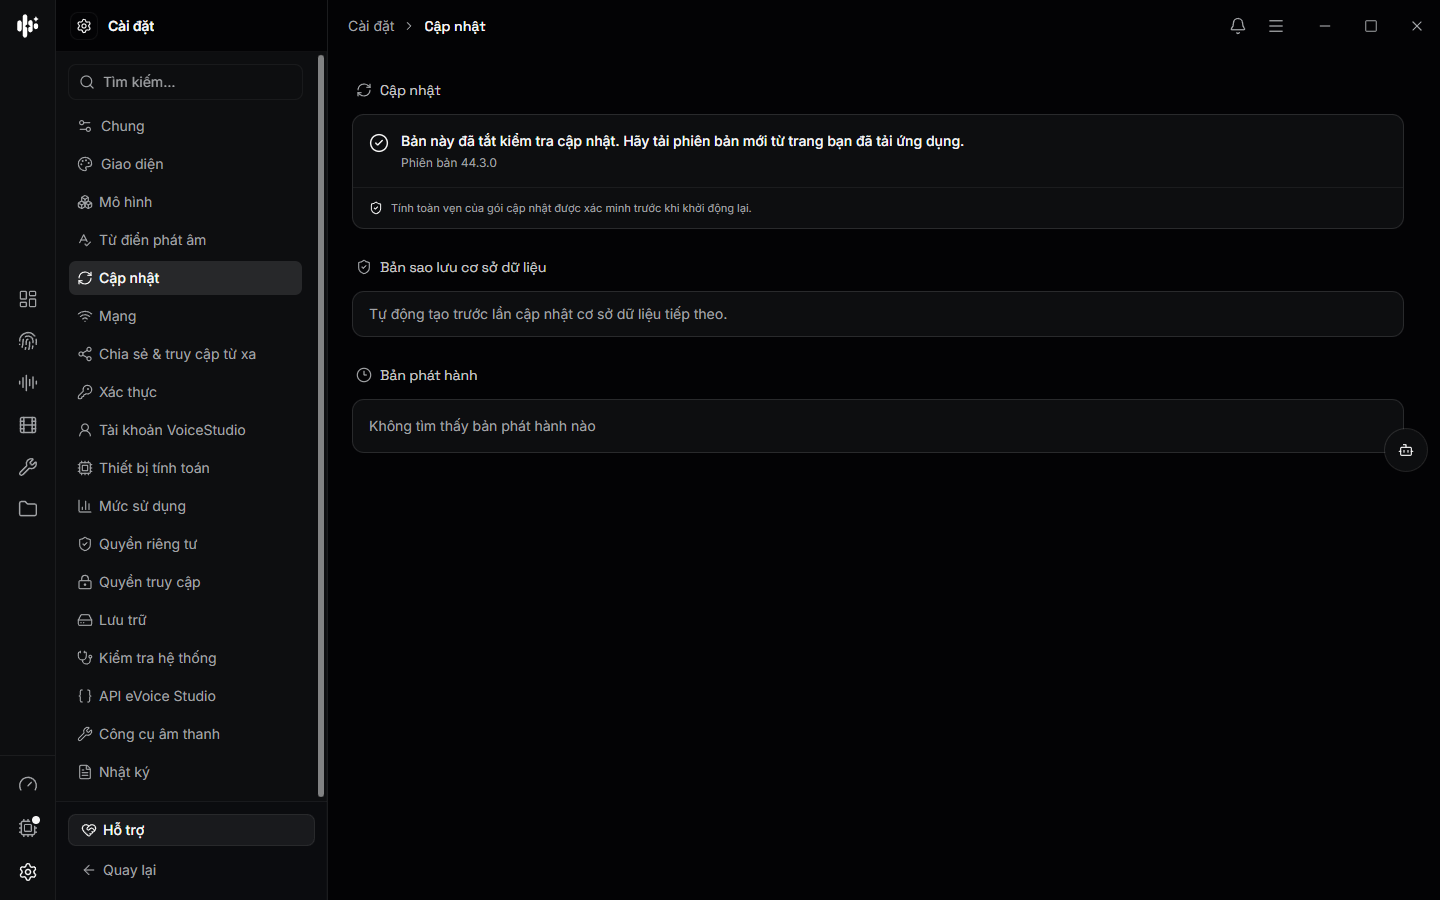 Cài đặt
Tìm kiếm...
Chung
Giao diện
Mô hình
Từ điển phát âm
Cập nhật
Mạng
Chia sẻ & truy cập từ xa
Xác thực
Tài khoản VoiceStudio
Thiết bị tính toán
Mức sử dụng
Quyền riêng tư
Quyền truy cập
Lưu trữ
Kiểm tra hệ thống
API eVoice Studio
Công cụ âm thanh
Nhật ký
Hỗ trợ
Quay lại
Cài đặt > Cập nhật
Cập nhật
Bản này đã tắt kiểm tra cập nhật. Hãy tải phiên bản mới từ trang bạn đã tải ứng dụng.
Phiên bản 44.3.0
Tính toàn vẹn của gói cập nhật được xác minh trước khi khởi động lại.
Bản sao lưu cơ sở dữ liệu
Tự động tạo trước lần cập nhật cơ sở dữ liệu tiếp theo.
Bản phát hành
Không tìm thấy bản phát hành nào